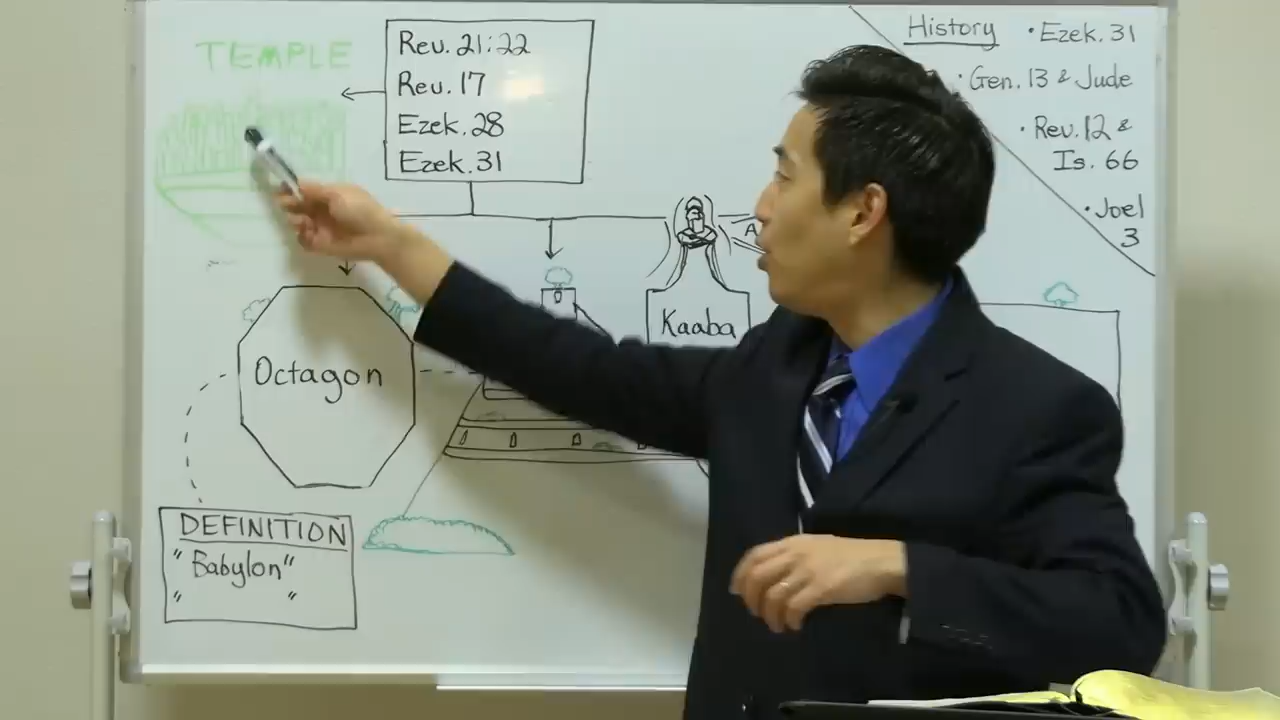 TEMPLE
Rev. 21:22
Rev. 17
Ezek. 28
Ezek. 31
History • Ezek. 31
• Gen. 13 & Jude
• Rev. 12 &
Is. 66
• Joel
3
A
Kaaba
Octagon
DEFINITION
"Babylon"
" "